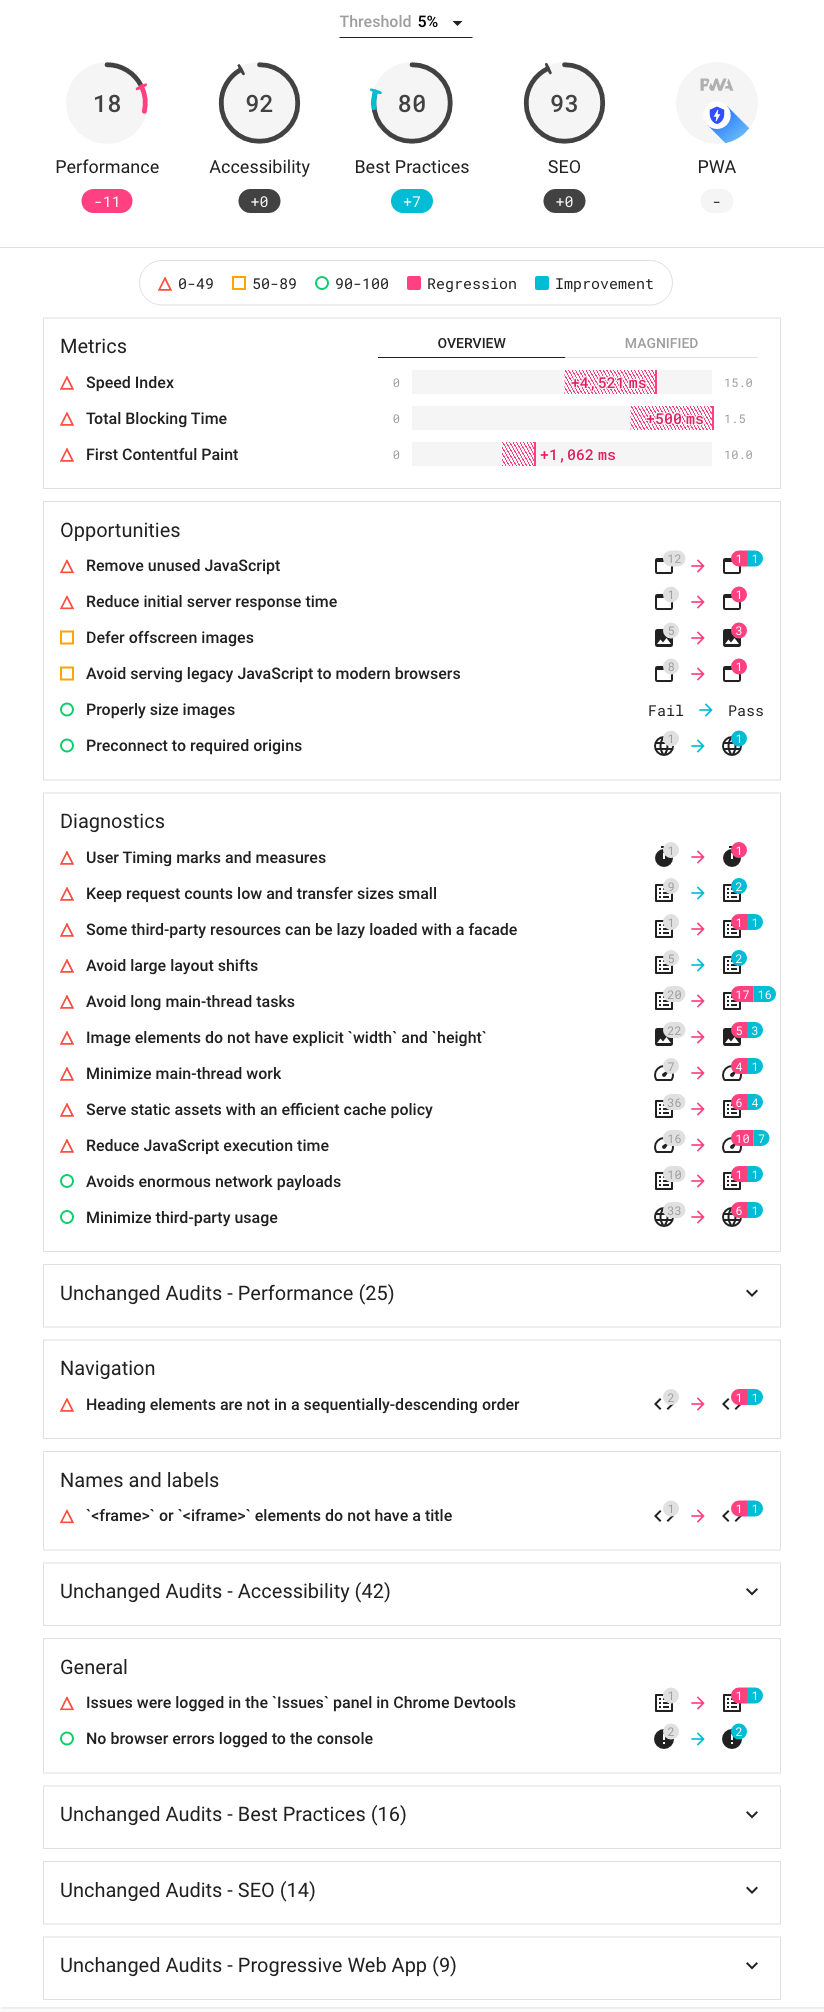 Threshold 5%
18 92 80 93 PWA
Performance Accessibility Best Practices SEO PWA
-11 +0 +7 +0 -
0-49 50-89 90-100 Regression Improvement
Metrics OVERVIEW MAGNIFIED
Speed Index 0 +4,521 ms 15.0
Total Blocking Time 0 +500 ms 1.5
First Contentful Paint 0 +1,062 ms 10.0
Opportunities
Remove unused JavaScript 12 1 1
Reduce initial server response time 1 1
Defer offscreen images 5 3
Avoid serving legacy JavaScript to modern browsers 8 1
Properly size images Fail Pass
Preconnect to required origins 1 1
Diagnostics
User Timing marks and measures 1 1
Keep request counts low and transfer sizes small 9 2
Some third-party resources can be lazy loaded with a facade 1 1 1
Avoid large layout shifts 5 2
Avoid long main-thread tasks 20 17 16
Image elements do not have explicit `width` and `height` 22 5 3
Minimize main-thread work 7 4 1
Serve static assets with an efficient cache policy 36 6 4
Reduce JavaScript execution time 16 10 7
Avoids enormous network payloads 10 1 1
Minimize third-party usage 33 6 1
Unchanged Audits - Performance (25)
Navigation
Heading elements are not in a sequentially-descending order 2 1 1
Names and labels
`<frame>` or `<iframe>` elements do not have a title 1 1 1
Unchanged Audits - Accessibility (42)
General
Issues were logged in the `Issues` panel in Chrome Devtools 1 1 1
No browser errors logged to the console 2 2
Unchanged Audits - Best Practices (16)
Unchanged Audits - SEO (14)
Unchanged Audits - Progressive Web App (9)